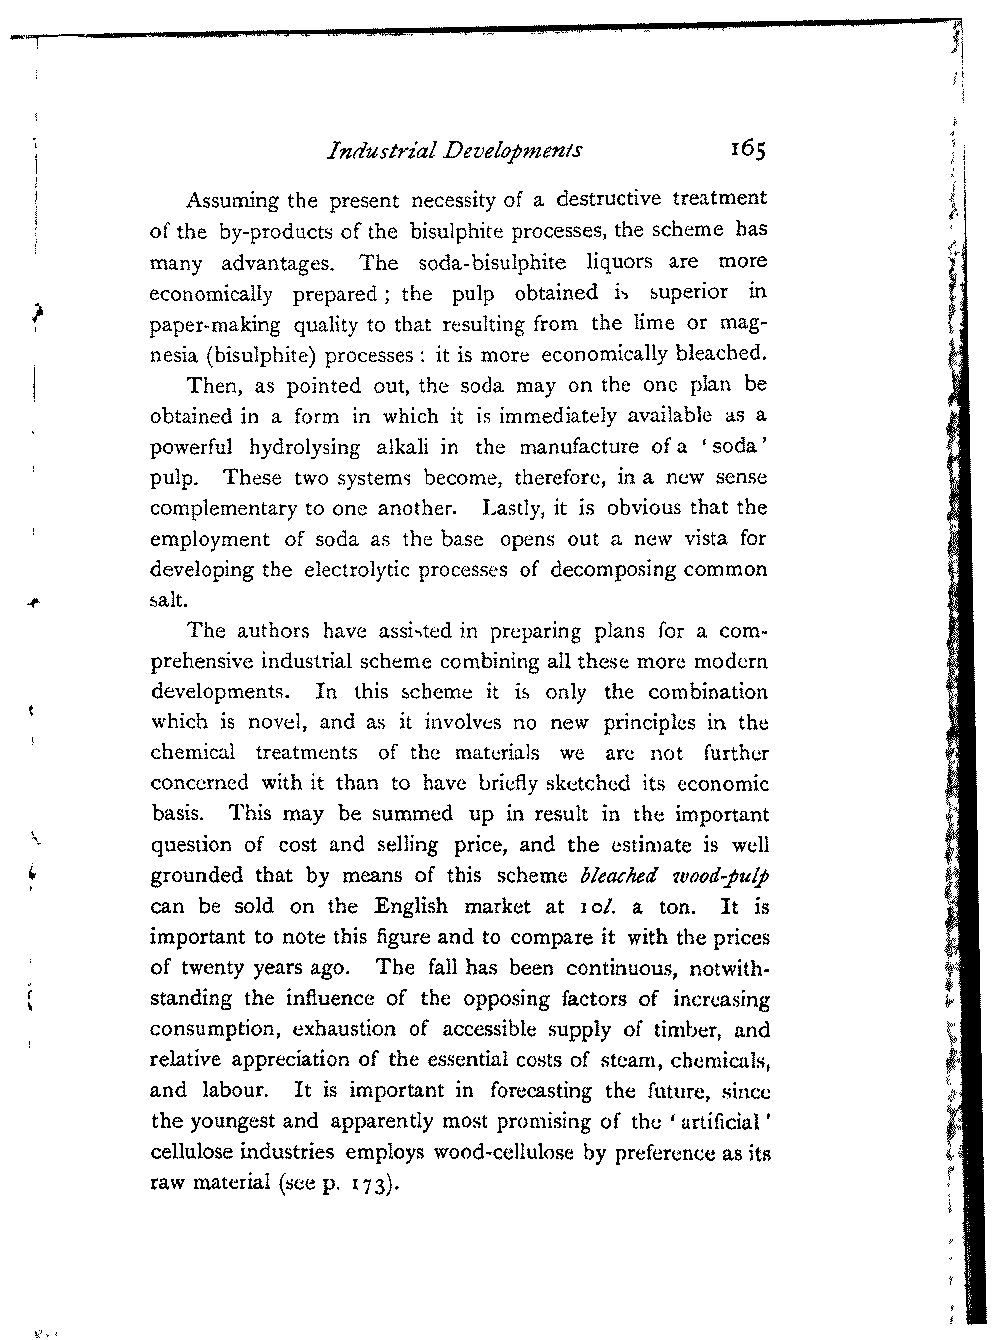 Industrial Developments 165
Assuming the present necessity of a destructive treatment
of the by-products of the bisulphite processes, the scheme has
many advantages. The soda-bisulphite liquors are more
economically prepared ; the pulp obtained is superior in
paper-making quality to that resulting from the lime or mag-
nesia (bisulphite) processes : it is more economically bleached.
Then, as pointed out, the soda may on the one plan be
obtained in a form in which it is immediately available as a
powerful hydrolysing alkali in the manufacture of a ‘ soda ’
pulp. These two systems become, therefore, in a new sense
complementary to one another. Lastly, it is obvious that the
employment of soda as the base opens out a new vista for
developing the electrolytic processes of decomposing common
salt.
The authors have assisted in preparing plans for a com-
prehensive industrial scheme combining all these more modern
developments. In this scheme it is only the combination
which is novel, and as it involves no new principles in the
chemical treatments of the materials we are not further
concerned with it than to have briefly sketched its economic
basis. This may be summed up in result in the important
question of cost and selling price, and the estimate is well
grounded that by means of this scheme bleached wood-pulp
can be sold on the English market at 10l. a ton. It is
important to note this figure and to compare it with the prices
of twenty years ago. The fall has been continuous, notwith-
standing the influence of the opposing factors of increasing
consumption, exhaustion of accessible supply of timber, and
relative appreciation of the essential costs of steam, chemicals,
and labour. It is important in forecasting the future, since
the youngest and apparently most promising of the ‘ artificial ’
cellulose industries employs wood-cellulose by preference as its
raw material (see p. 173).